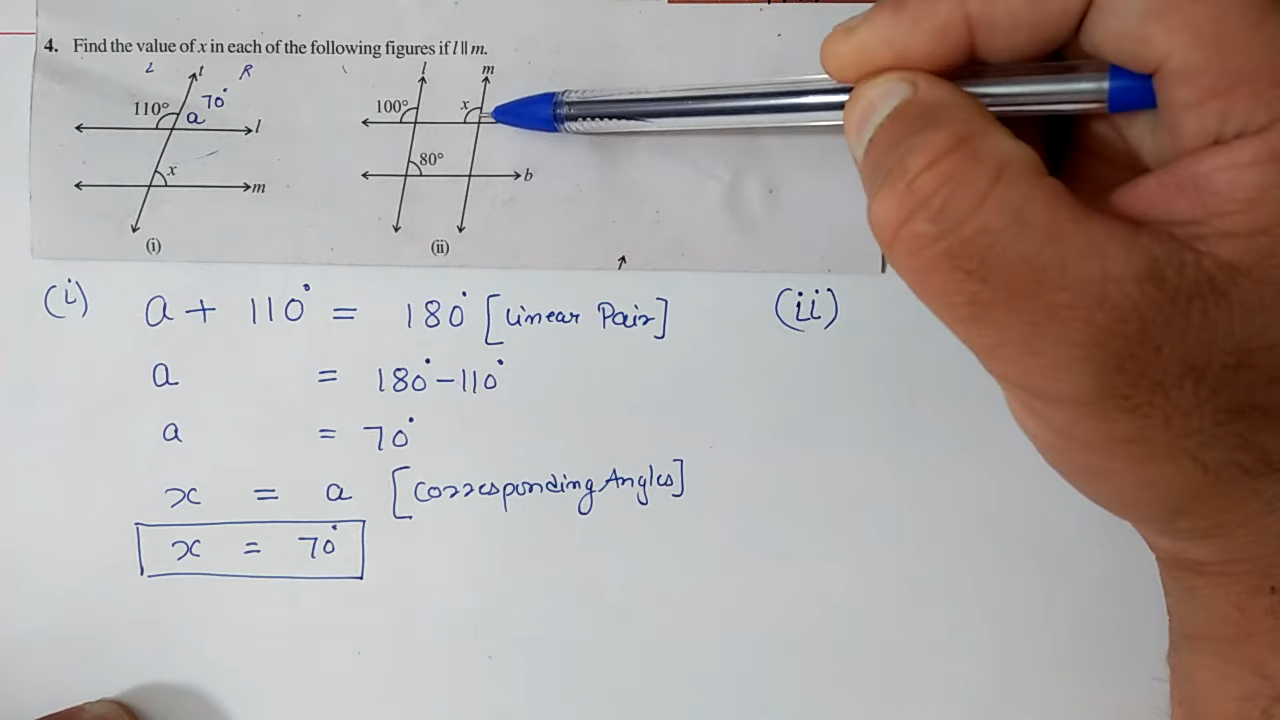 4. Find the value of x in each of the following figures if l || m.
L t R
110° 70°
a
l
x
m
(i)
l m
100° x
80°
b
(ii)
(i) a + 110° = 180° [Linear Pair]
a = 180° - 110°
a = 70°
x = a [Corresponding Angles]
x = 70°
(ii)